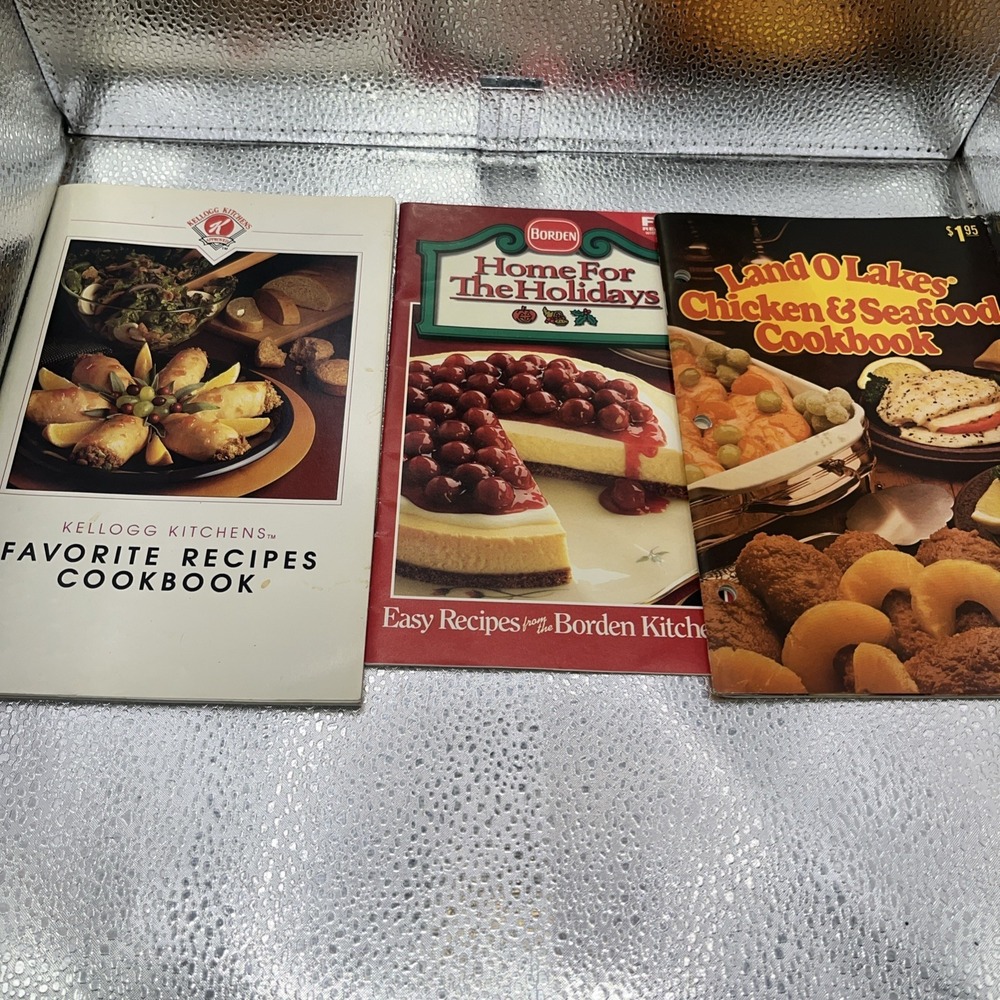 KELLOGG KITCHENS
K
KELLOGG KITCHENS™
FAVORITE RECIPES
COOKBOOK
BORDEN
Home For
The Holidays
Easy Recipes from the Borden Kitche
$1.95
Land O Lakes®
Chicken & Seafood
Cookbook